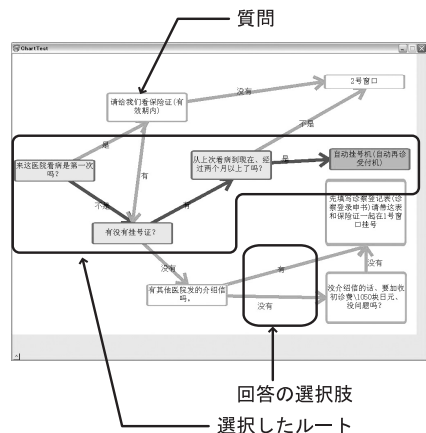 質問
ChartTest
2号窗口
请给我们看保险证(有
效期内)
没有
不是
是
来这医院看病是第一次
吗?
从上次看病到现在、经
过两个月以上了吗?
是
自动挂号机(自动再诊
受付机)
有
不是
有
先填写诊察登记表(诊
察登录申书)请带这表
和保险证一起在1号窗
口挂号
有没有挂号证?
没有
有
没有
有其他医院发的介绍信
吗。
没有
没介绍信的话、要加收
初诊费\1050块日元、
没问题吗?
回答の選択肢
選択したルート